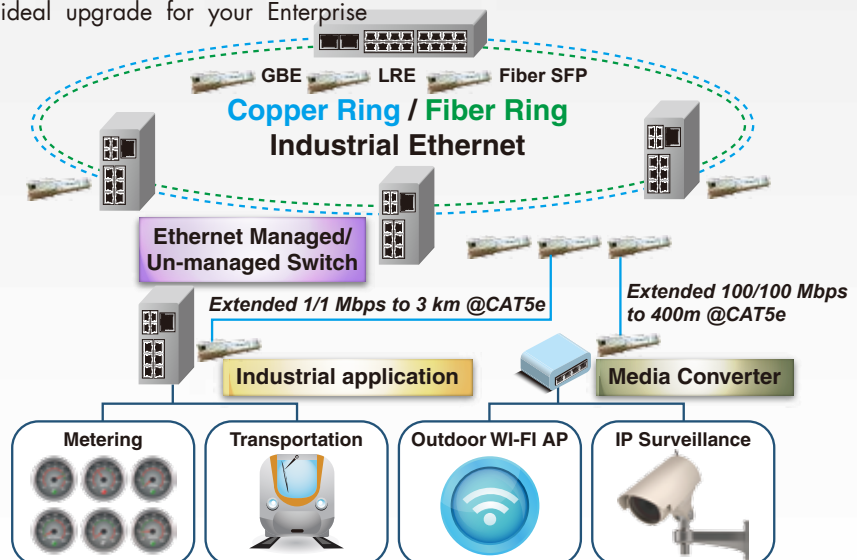 ideal upgrade for your Enterprise
GBE
LRE
Fiber SFP
Copper Ring / Fiber Ring
Industrial Ethernet
Ethernet Managed/
Un-managed Switch
Extended 1/1 Mbps to 3 km @CAT5e
Extended 100/100 Mbps
to 400m @CAT5e
Industrial application
Media Converter
Metering
Transportation
Outdoor WI-FI AP
IP Surveillance